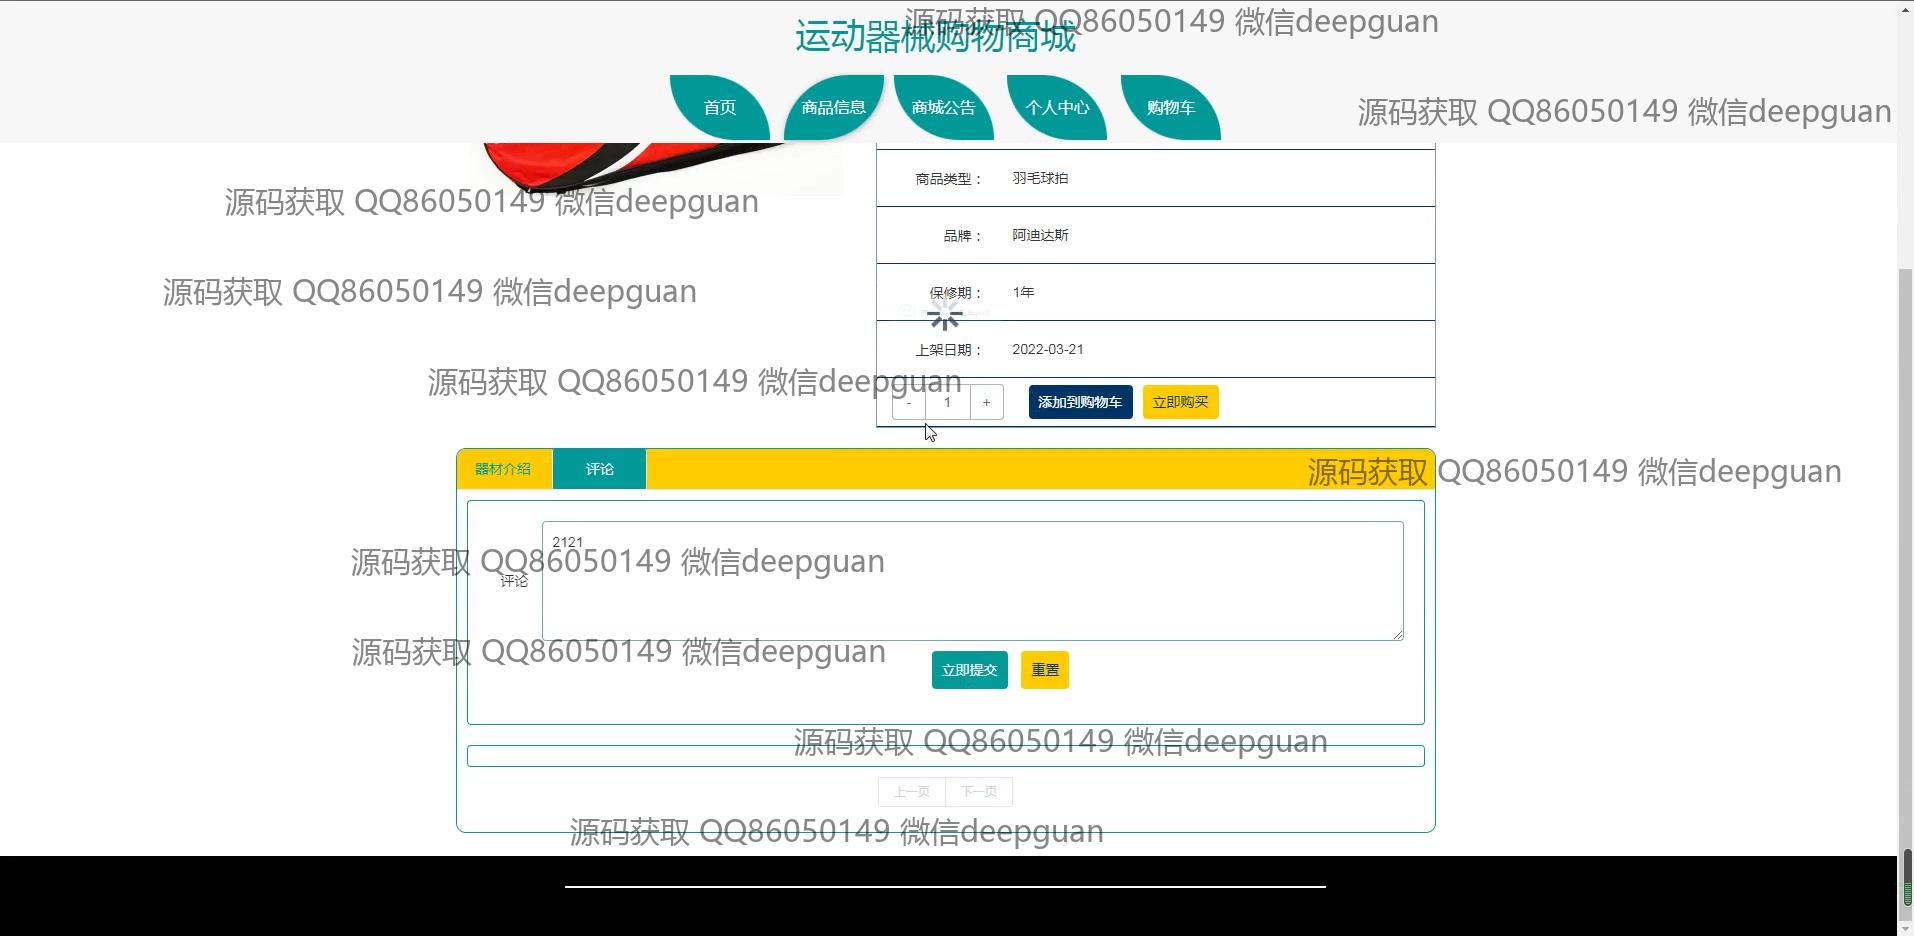 源码获取 QQ86050149 微信deepguan
运动器械购物商城
首页 商品信息 商城公告 个人中心 购物车
源码获取 QQ86050149 微信deepguan
商品类型： 羽毛球拍
源码获取 QQ86050149 微信deepguan
品牌： 阿迪达斯
保修期： 1年
源码获取 QQ86050149 微信deepguan
上架日期： 2022-03-21
源码获取 QQ86050149 微信deepguan
- 1 + 添加到购物车 立即购买
器材介绍 评论
源码获取 QQ86050149 微信deepguan
2121
源码获取 QQ86050149 微信deepguan
评论
源码获取 QQ86050149 微信deepguan
立即提交 重置
源码获取 QQ86050149 微信deepguan
上一页 下一页
源码获取 QQ86050149 微信deepguan